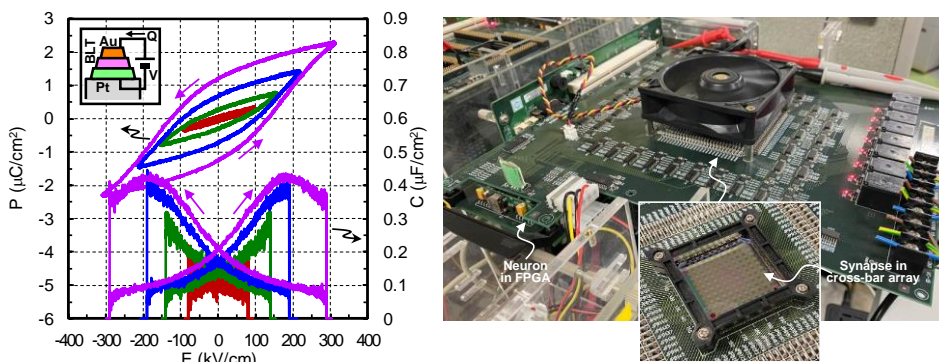 BLT
Au
Pt
Q
V
P (μC/cm²)
2
1
0
-1
-2
-3
-4
-5
-6
0.9
0.8
0.7
0.6
0.5
0.4
0.3
0.2
0.1
0
C (μF/cm²)
-400 -300 -200 -100 0 100 200 300 400
E (kV/cm)
Neuron
in FPGA
Synapse in
cross-bar array